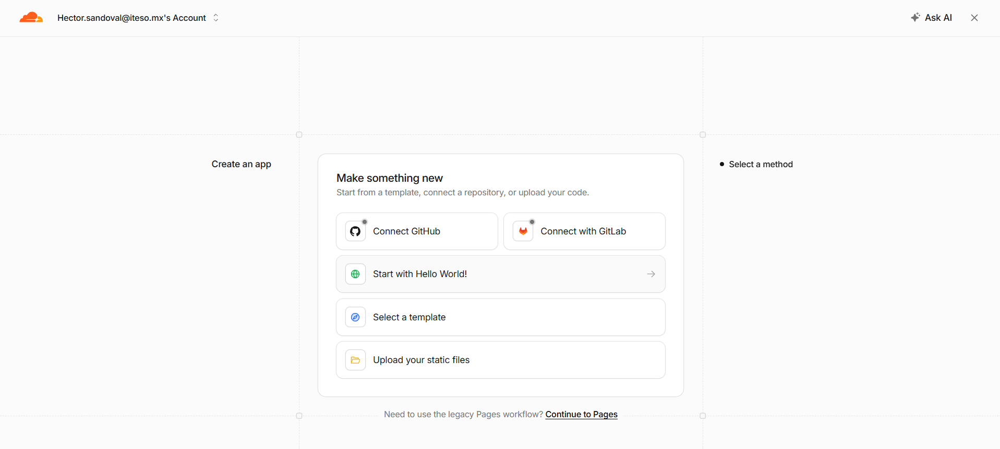 Hector.sandoval@iteso.mx's Account
Ask AI
Create an app
Make something new
Start from a template, connect a repository, or upload your code.
Connect GitHub
Connect with GitLab
Start with Hello World!
Select a template
Upload your static files
Need to use the legacy Pages workflow? Continue to Pages
Select a method